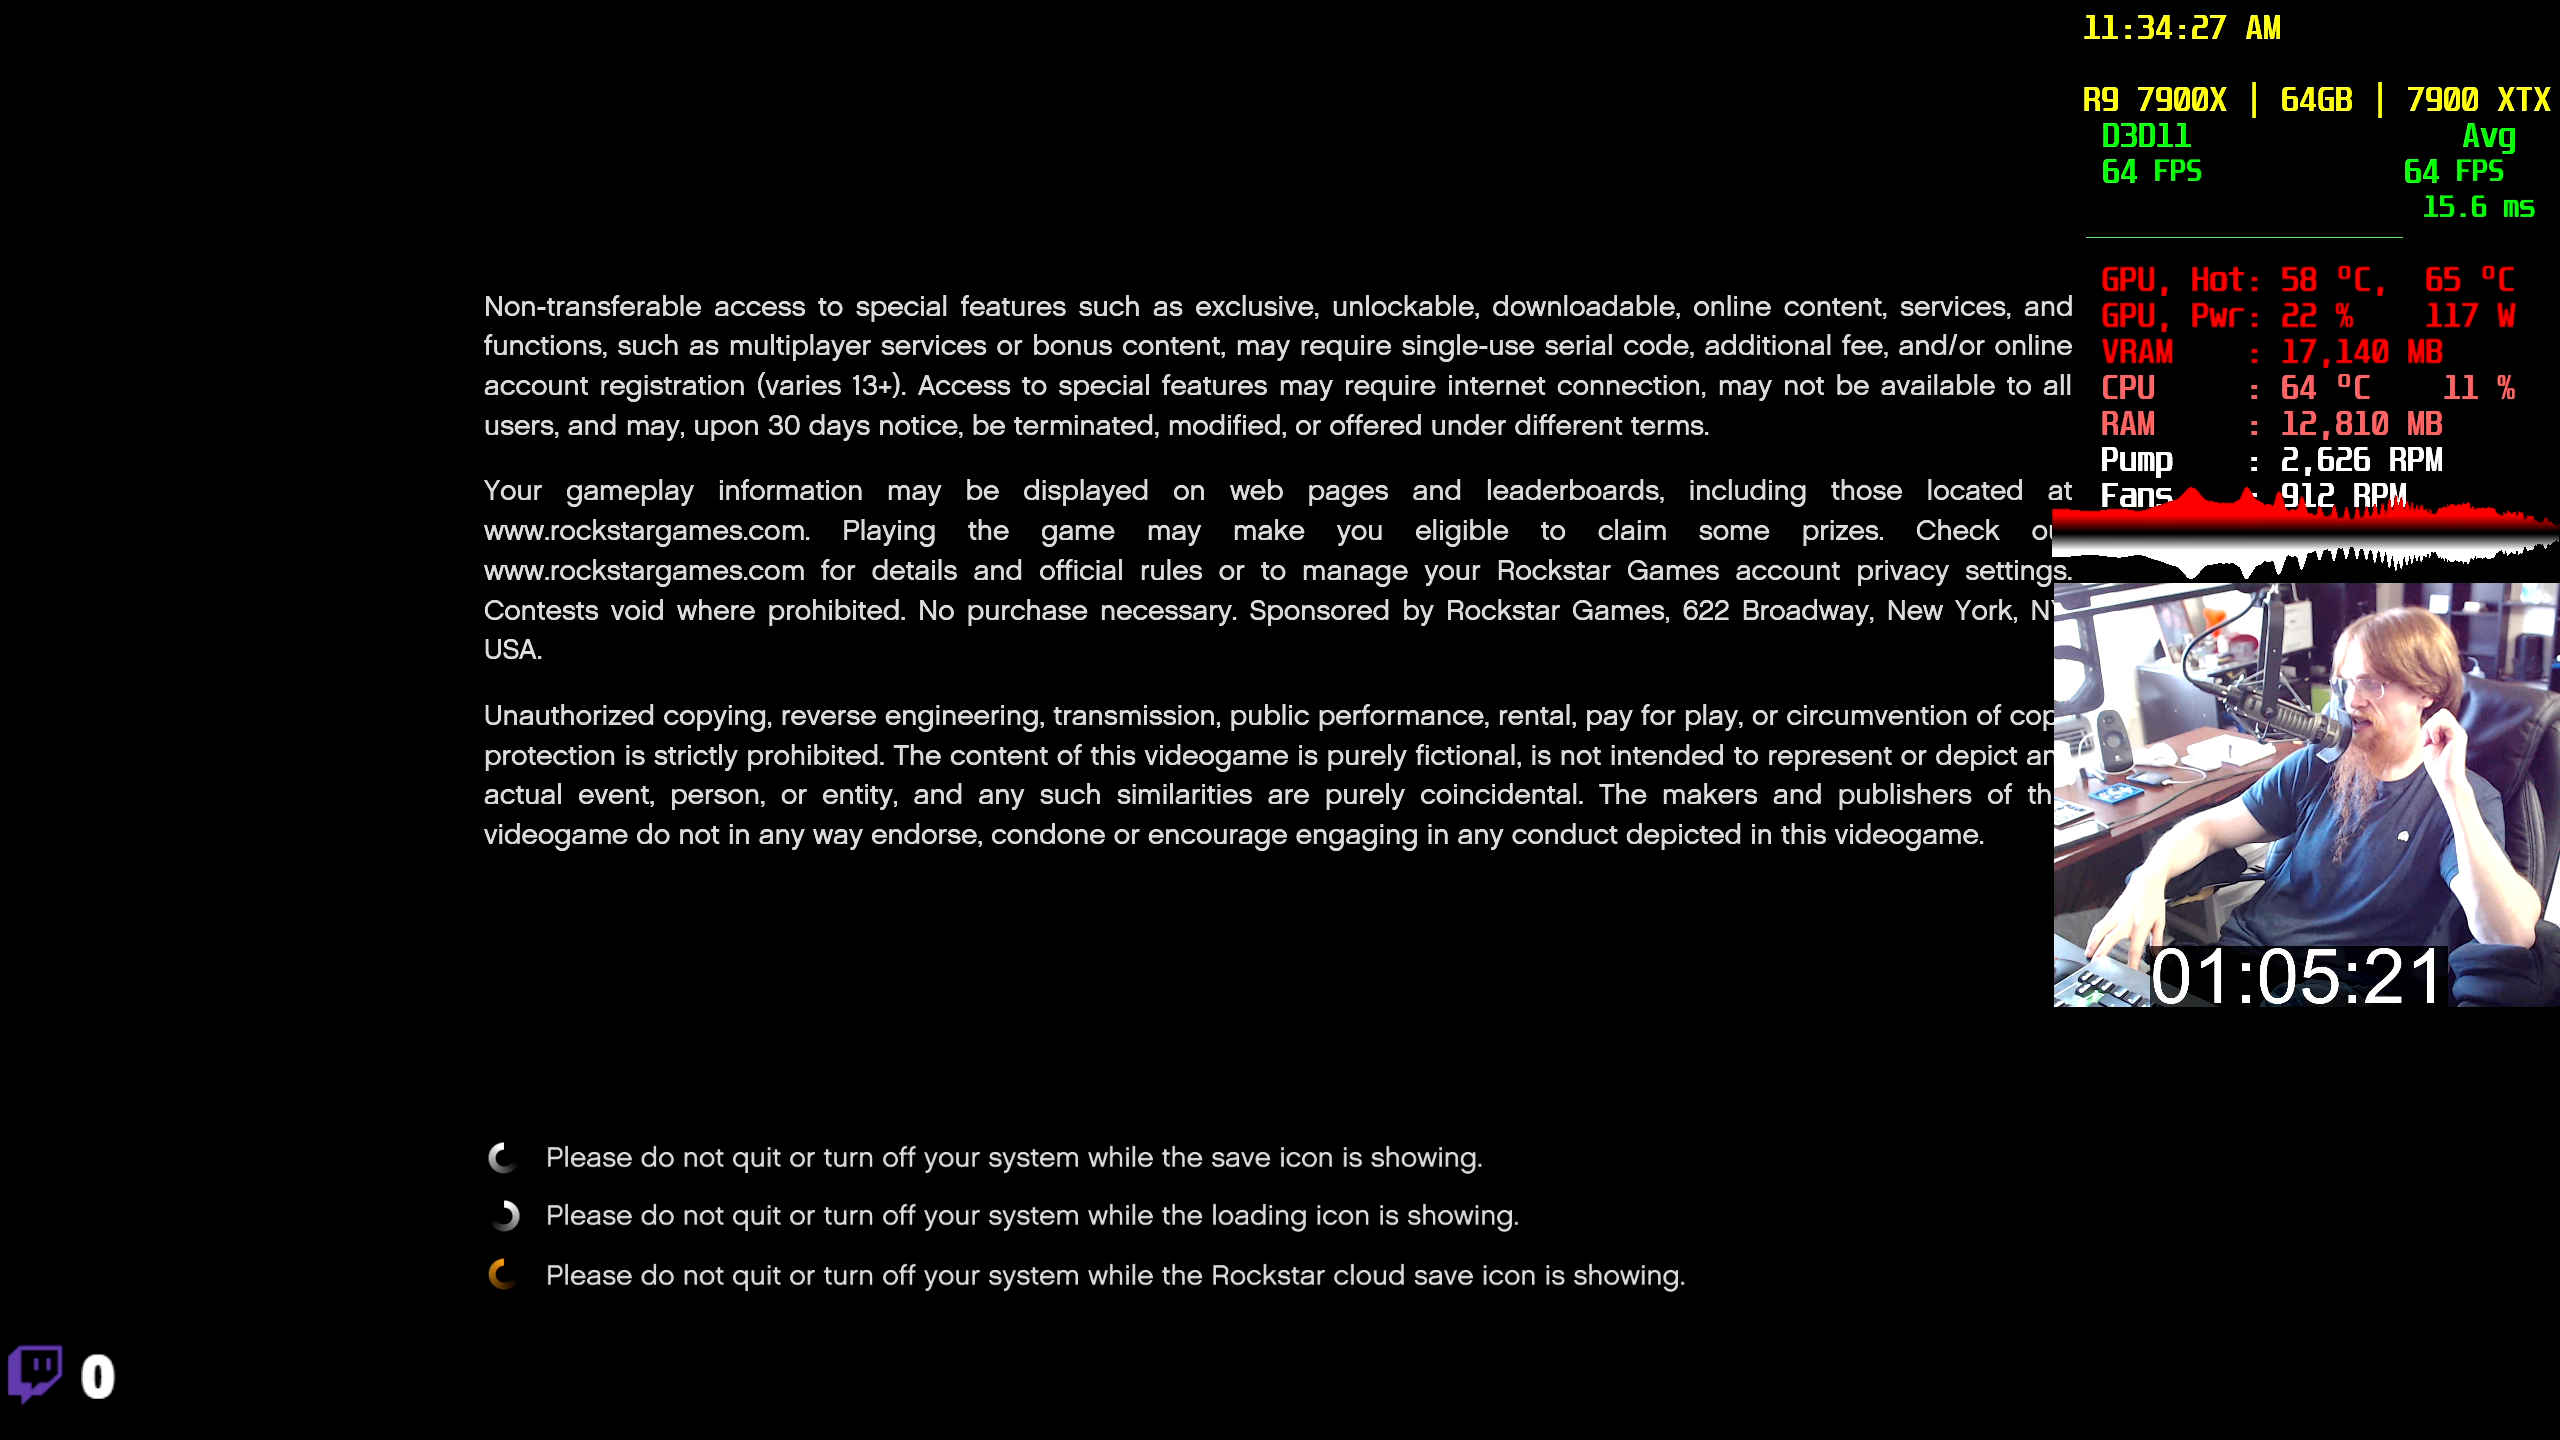 11:34:27 AM
R9 7900X | 64GB | 7900 XTX
D3D11 Avg
64 FPS 64 FPS
15.6 ms
GPU, Hot: 58 ºC, 65 ºC
GPU, Pwr: 22 % 117 W
VRAM : 17,140 MB
CPU : 64 ºC 11 %
RAM : 12,810 MB
Pump : 2,626 RPM
Fans : 912 RPM
Non-transferable access to special features such as exclusive, unlockable, downloadable, online content, services, and
functions, such as multiplayer services or bonus content, may require single-use serial code, additional fee, and/or online
account registration (varies 13+). Access to special features may require internet connection, may not be available to all
users, and may, upon 30 days notice, be terminated, modified, or offered under different terms.
Your gameplay information may be displayed on web pages and leaderboards, including those located at
www.rockstargames.com. Playing the game may make you eligible to claim some prizes. Check
www.rockstargames.com for details and official rules or to manage your Rockstar Games account privacy settings.
Contests void where prohibited. No purchase necessary. Sponsored by Rockstar Games, 622 Broadway, New York,
USA.
Unauthorized copying, reverse engineering, transmission, public performance, rental, pay for play, or circumvention of
protection is strictly prohibited. The content of this videogame is purely fictional, is not intended to represent or depict
actual event, person, or entity, and any such similarities are purely coincidental. The makers and publishers of
videogame do not in any way endorse, condone or encourage engaging in any conduct depicted in this videogame.
01:05:21
Please do not quit or turn off your system while the save icon is showing.
Please do not quit or turn off your system while the loading icon is showing.
Please do not quit or turn off your system while the Rockstar cloud save icon is showing.
0